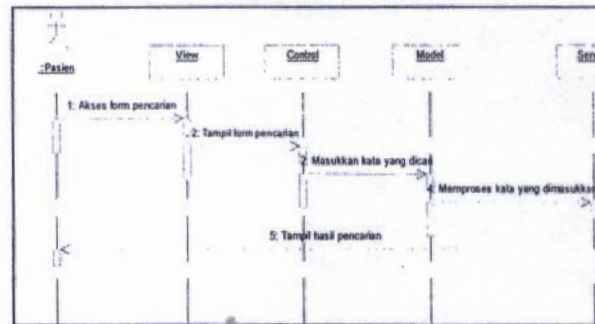 :Pasien
View
Control
Model
Ser
1: Akses form pencarian
2: Tampil form pencarian
3: Masukkan kata yang dicari
4: Memproses kata yang dimasukkan
5: Tampil hasil pencarian